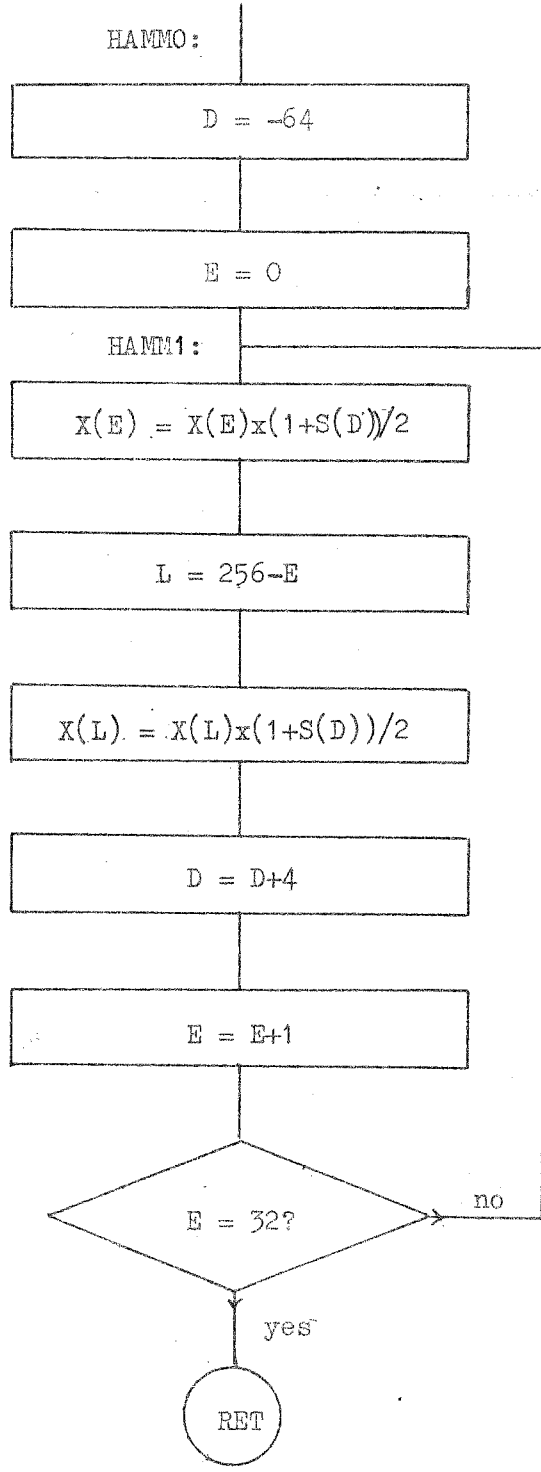 HAMM0:
D = -64
E = 0
HAMM1:
X(E) = X(E)x(1+S(D))/2
L = 256-E
X(L) = X(L)x(1+S(D))/2
D = D+4
E = E+1
E = 32?
no
yes
RET